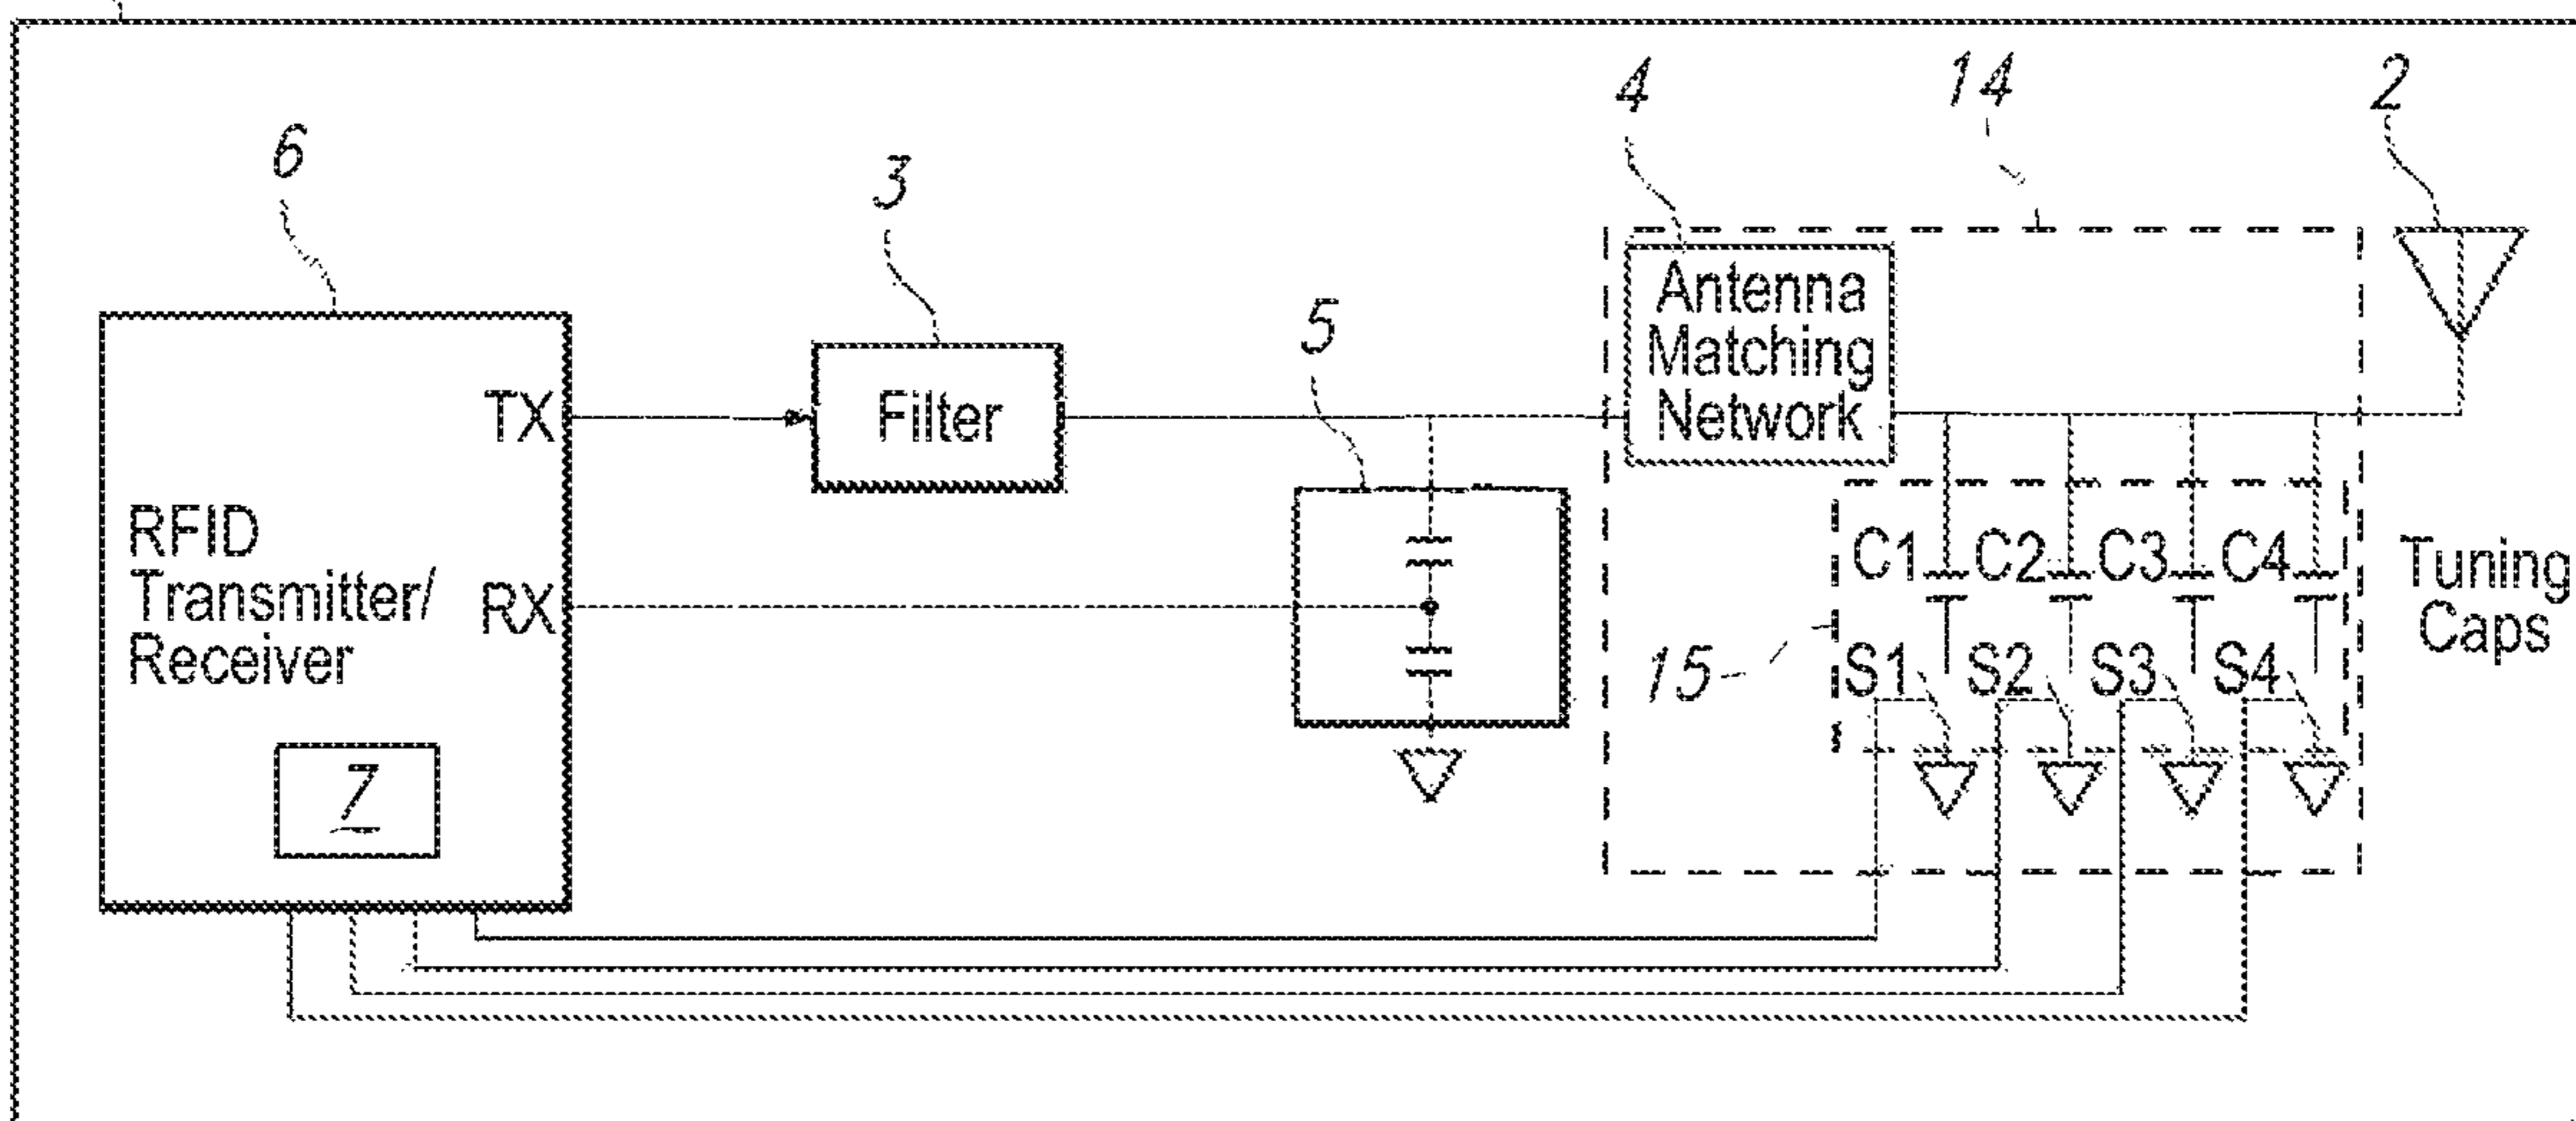 4
14
2
6
3
5
Antenna
Matching
Network
TX
Filter
RFID
Transmitter/
Receiver
RX
C1 C2 C3 C4
Tuning
Caps
15
S1 S2 S3 S4
7